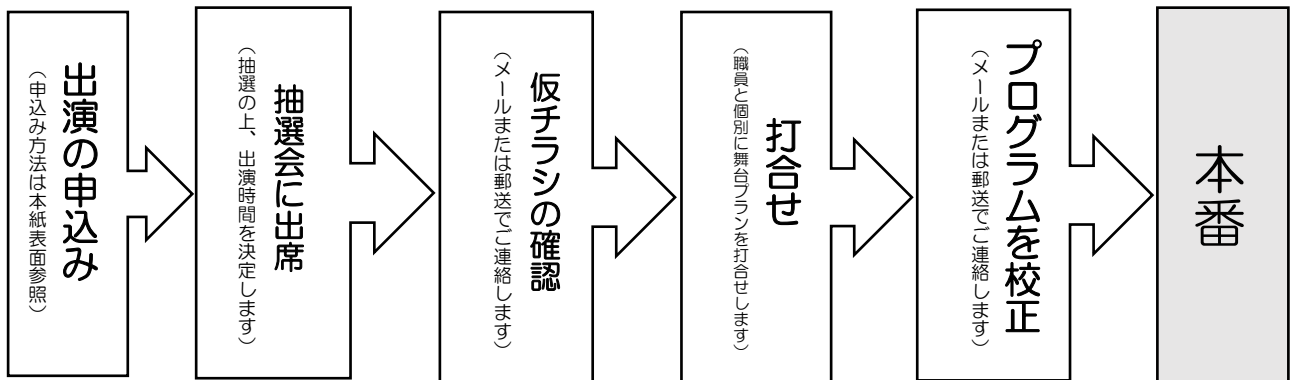 出演の申込み
（申込み方法は本紙表面参照）
抽選会に出席
（抽選の上、出演時間を決定します）
仮チラシの確認
（メールまたは郵送でご連絡します）
打合せ
（職員と個別に舞台プランを打合せします）
プログラムを校正
（メールまたは郵送でご連絡します）
本番